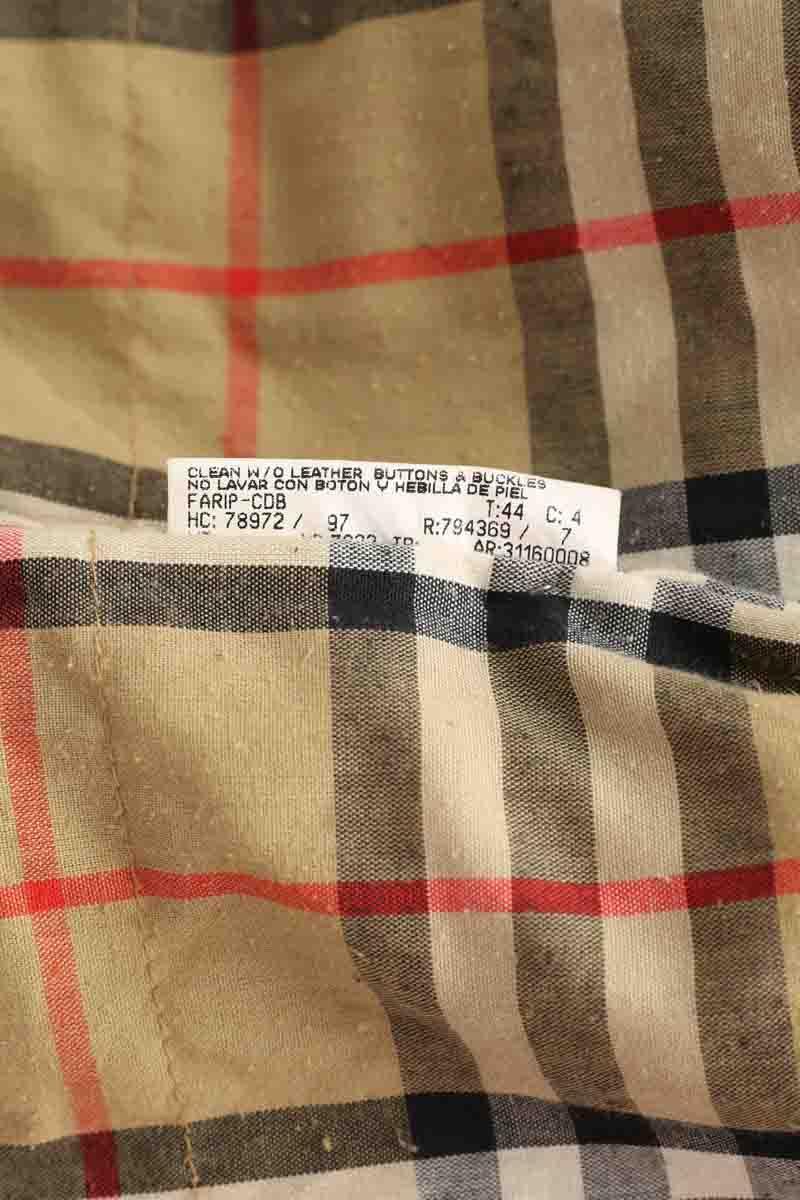 CLEAN W/O LEATHER BUTTONS & BUCKLES
NO LAVAR CON BOTON Y HEBILLA DE PIEL
FARIP-CDB T:44 C: 4
HC: 78972 / 97 R:794369 / 7
AR:31160008